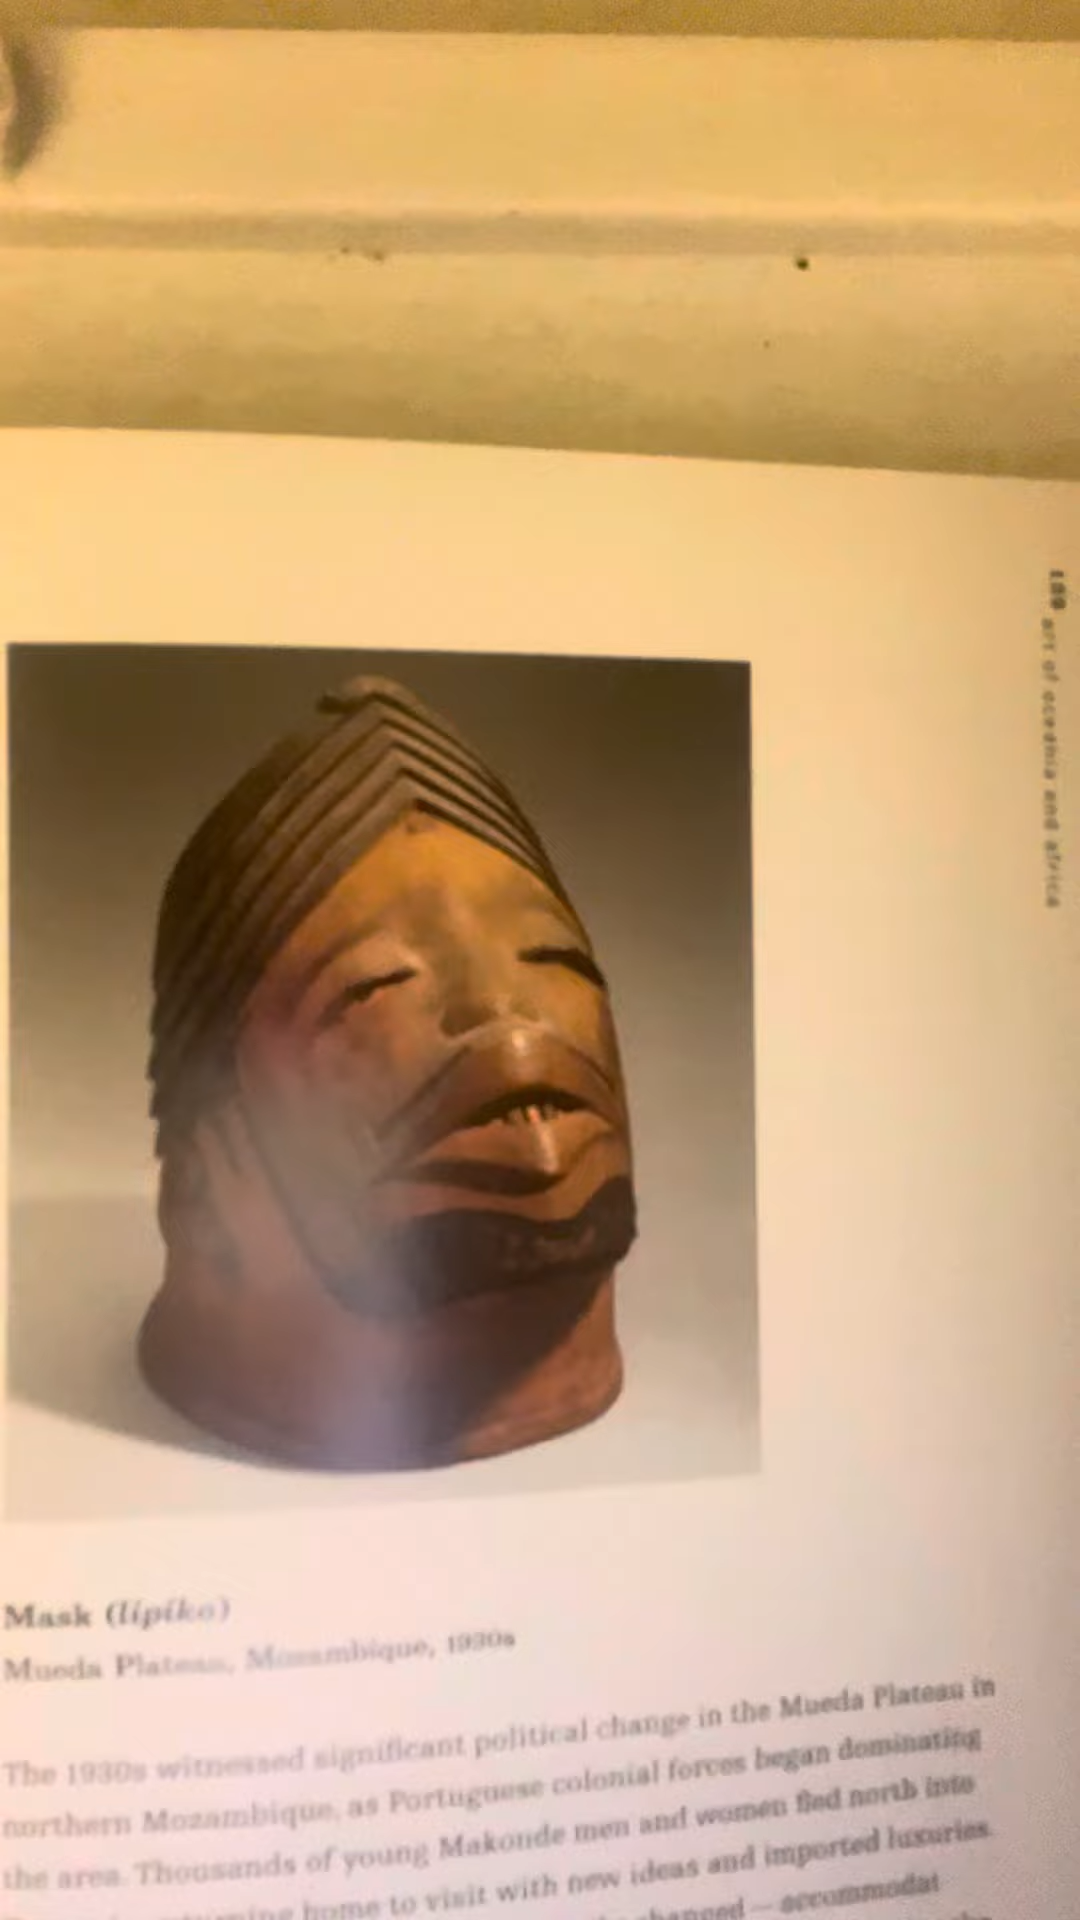 189 art of oceania and africa
Mask (lipiko)
Mueda Plateau, Mozambique, 1930s
The 1930s witnessed significant political change in the Mueda Plateau in
northern Mozambique, as Portuguese colonial forces began dominating
the area. Thousands of young Makonde men and women fled north into
home to visit with new ideas and imported luxuries
changed – accommodat